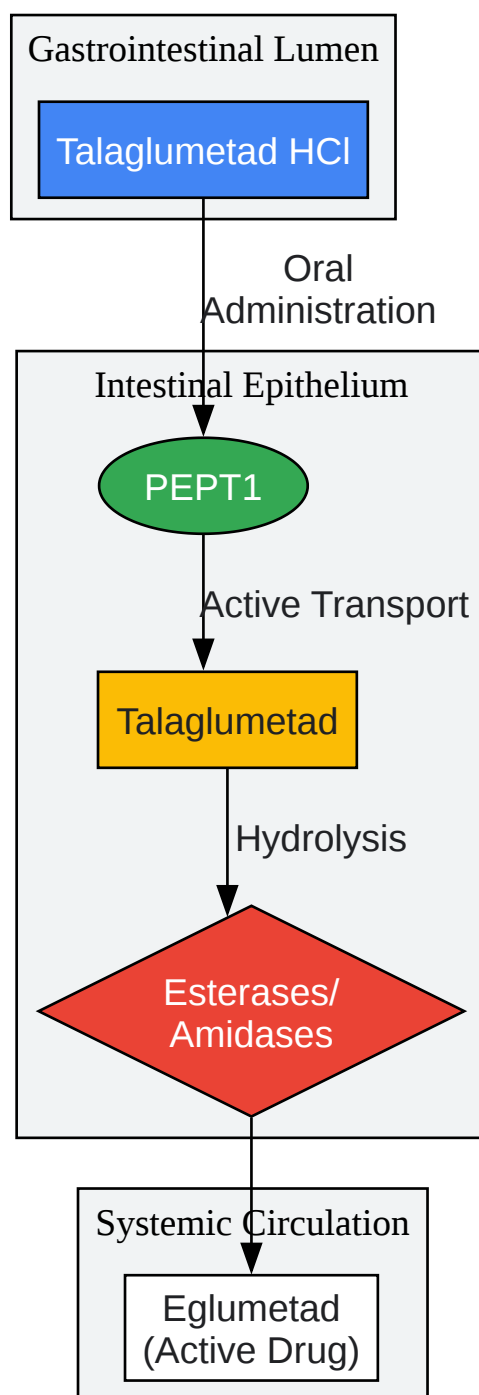 Gastrointestinal Lumen
Talaglumetad HCl
Oral
Administration
Intestinal Epithelium
PEPT1
Active Transport
Talaglumetad
Hydrolysis
Esterases/
Amidases
Systemic Circulation
Eglumetad
(Active Drug)